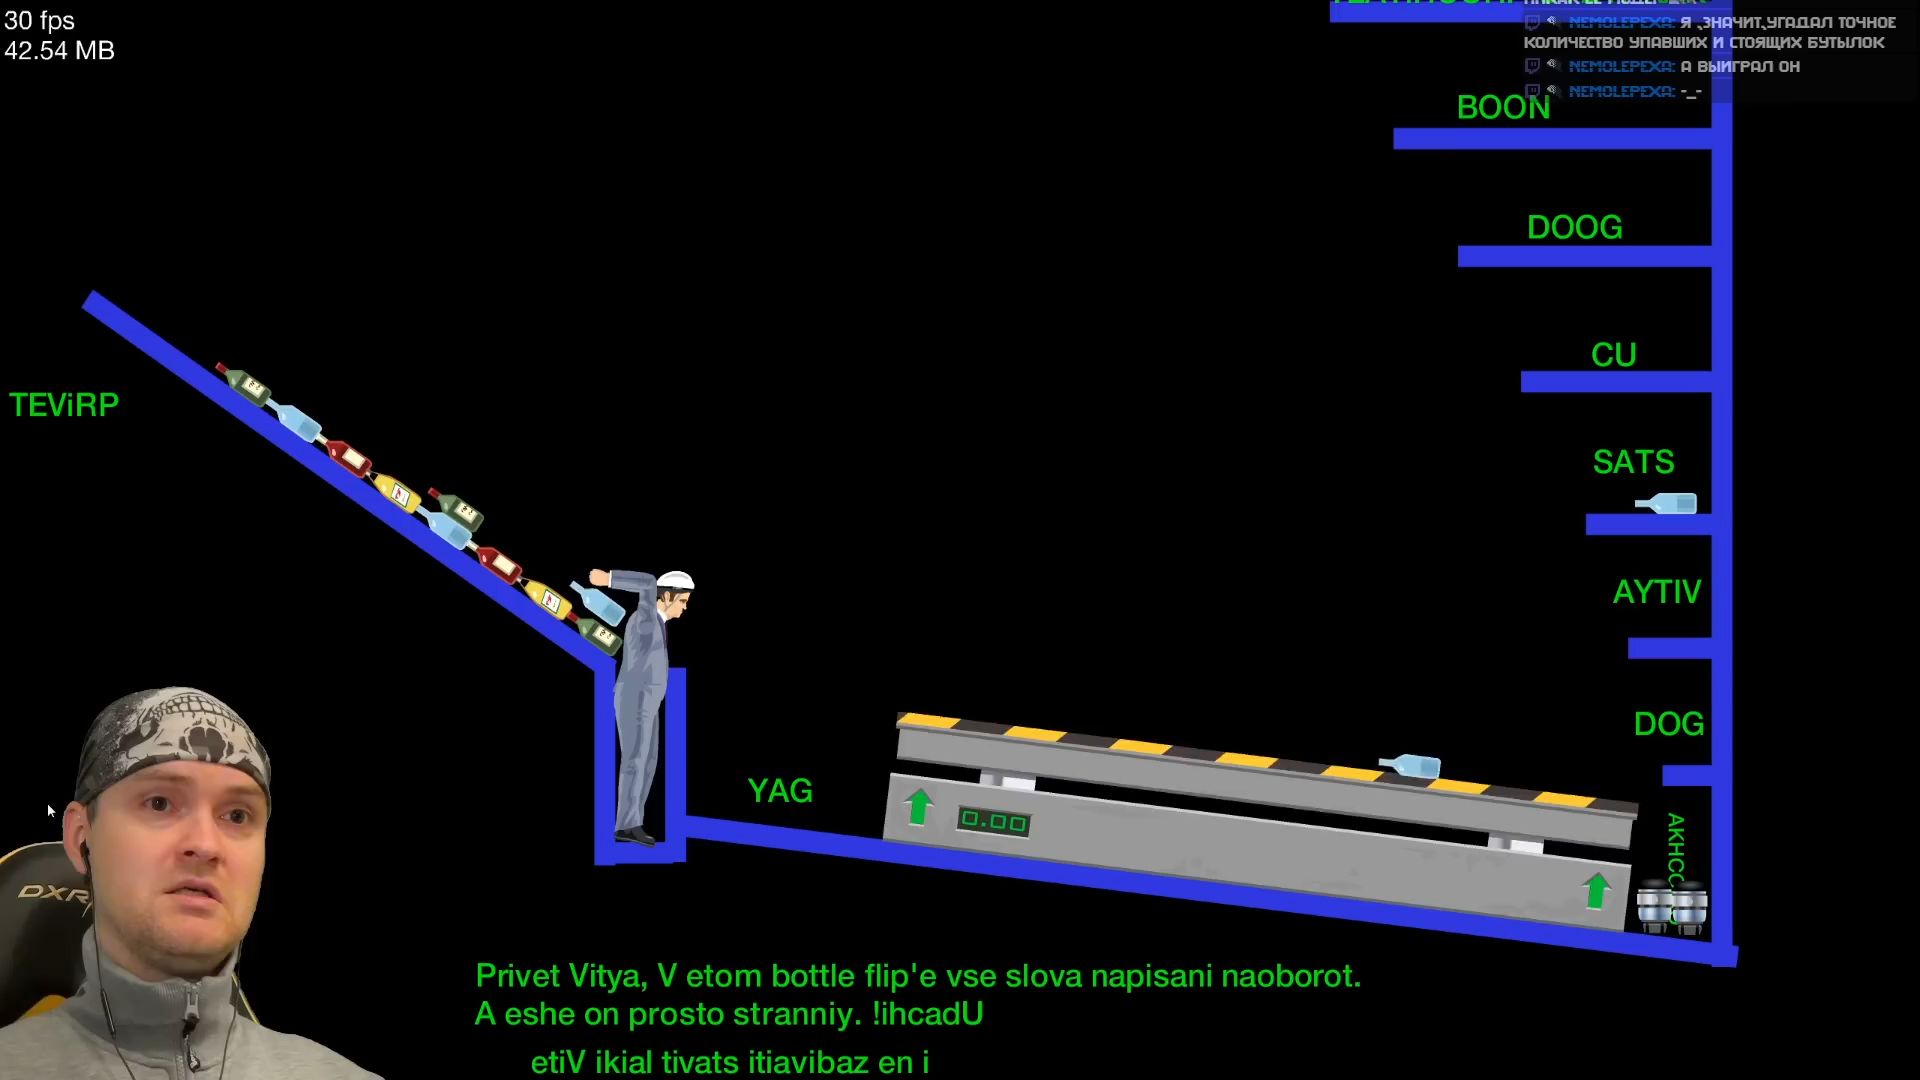 30 fps
42.54 MB
NEMOLEPEXA: Я ,ЗНАЧИТ,УГАДАЛ ТОЧНОЕ
КОЛИЧЕСТВО УПАВШИХ И СТОЯЩИХ БУТЫЛОК
NEMOLEPEXA: А ВЫИГРАЛ ОН
NEMOLEPEXA: -_-
BOON
DOOG
CU
TEViRP
SATS
AYTIV
DOG
YAG
0.00
DXR
Privet Vitya, V etom bottle flip'e vse slova napisani naoborot.
A eshe on prosto stranniy. !ihcadU
etiV ikial tivats itiavibaz en i